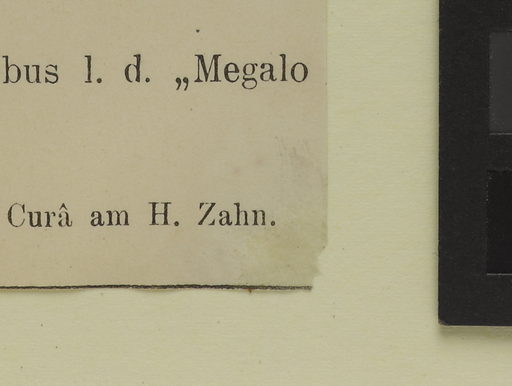 bus l. d. „Megalo
Curâ am H. Zahn.